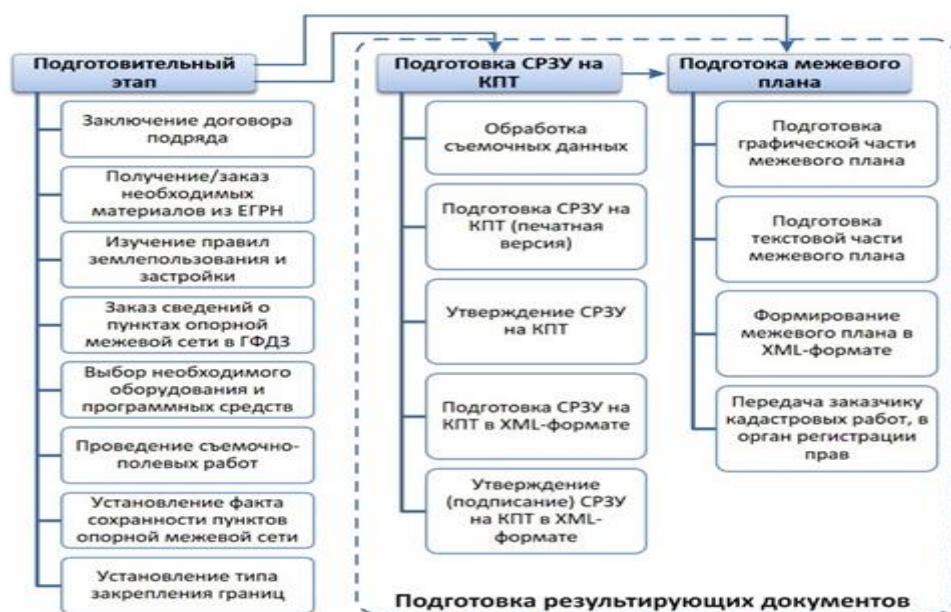 Подготовительный
этап
Заключение договора
подряда
Получение/заказ
необходимых
материалов из ЕГРН
Изучение правил
землепользования и
застройки
Заказ сведений о
пунктах опорной
межевой сети в ГФДЗ
Выбор необходимого
оборудования и
программных средств
Проведение съемочно-
полевых работ
Установление факта
сохранности пунктов
опорной межевой сети
Установление типа
закрепления границ
Подготовка СРЗУ на
КПТ
Обработка
съемочных данных
Подготовка СРЗУ на
КПТ (печатная
версия)
Утверждение СРЗУ
на КПТ
Подготовка СРЗУ на
КПТ в XML-формате
Утверждение
(подписание) СРЗУ
на КПТ в XML-
формате
Подготока межевого
плана
Подготовка
графической части
межевого плана
Подготовка
текстовой части
межевого плана
Формирование
межевого плана в
XML-формате
Передача заказчику
кадастровых работ, в
орган регистрации
прав
Подготовка результирующих документов